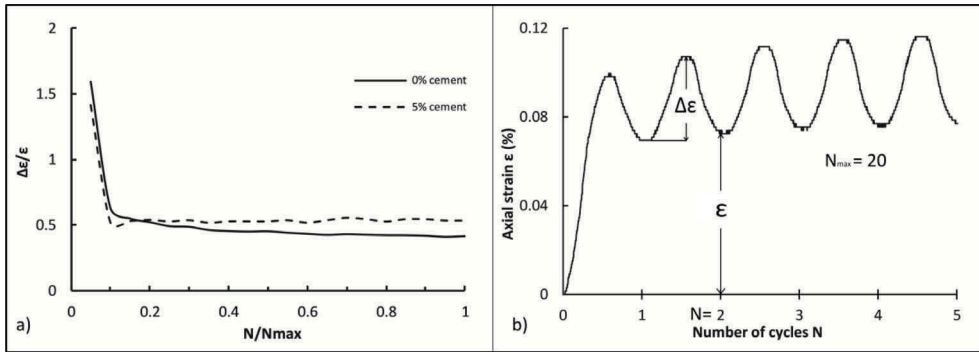 2
1.5
1
0.5
0
Δε/ε
0% cement
5% cement
0
0.2
0.4
0.6
0.8
1
N/Nmax
a)
0.12
0.08
0.04
0
Axial strain ε (%)
Δε
ε
Nmax = 20
0
1
N= 2
3
4
5
Number of cycles N
b)